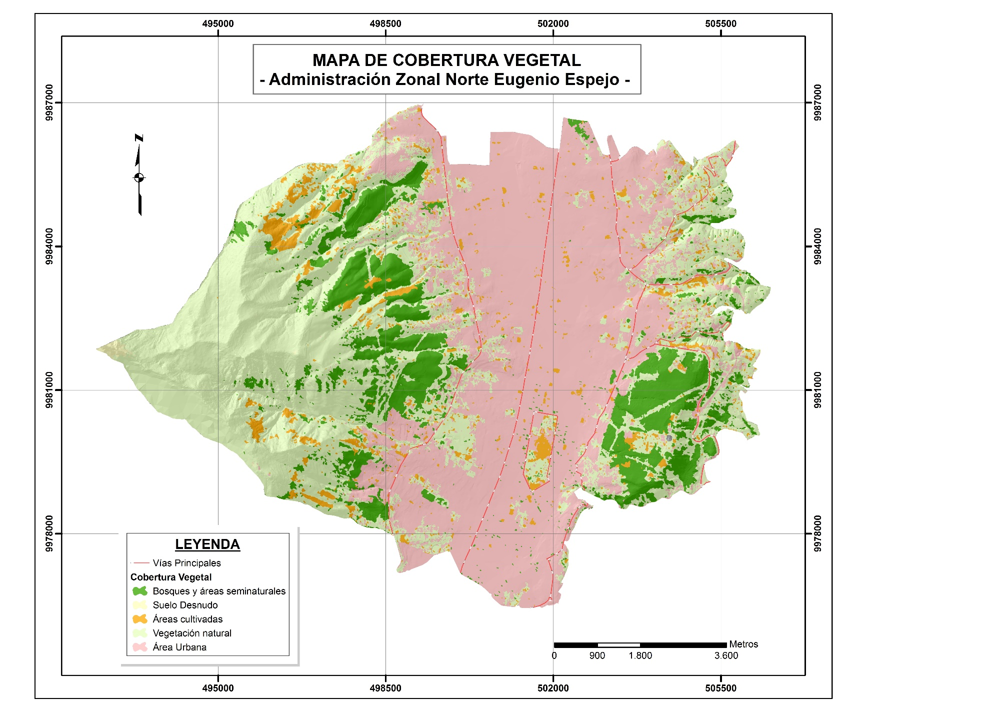 495000 498500 502000 505500
MAPA DE COBERTURA VEGETAL
- Administración Zonal Norte Eugenio Espejo -
9987000 9987000
N
9984000 9984000
9981000 9981000
9978000 9978000
LEYENDA
Vías Principales
Cobertura Vegetal
Bosques y áreas seminaturales
Suelo Desnudo
Áreas cultivadas
Vegetación natural
Área Urbana
Metros
0 900 1.800 3.600
495000 498500 502000 505500